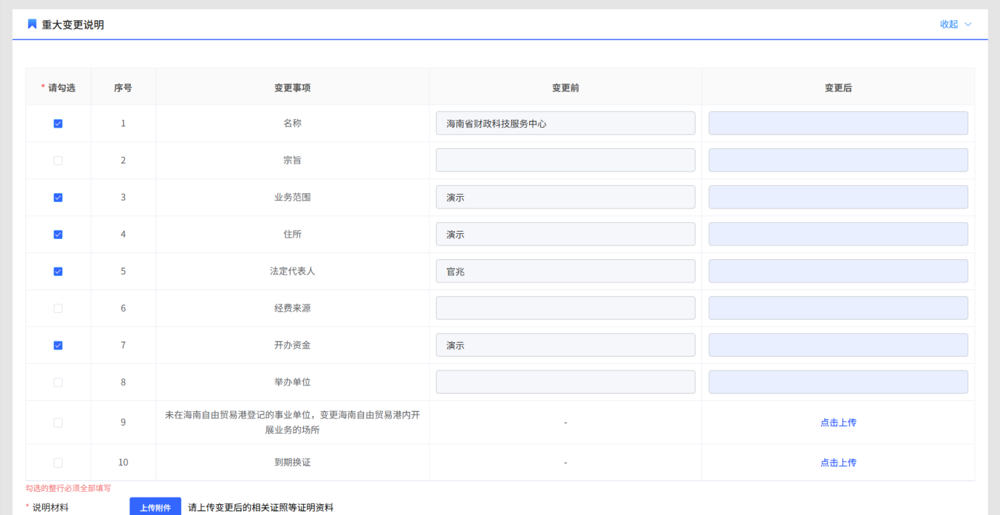 重大变更说明
收起
* 请勾选 序号 变更事项 变更前 变更后
1 名称 海南省财政科技服务中心
2 宗旨
3 业务范围 演示
4 住所 演示
5 法定代表人 官兆
6 经费来源
7 开办资金 演示
8 举办单位
9 未在海南自由贸易港登记的事业单位，变更海南自由贸易港内开
展业务的场所 - 点击上传
10 到期换证 - 点击上传
勾选的整行必须全部填写
* 说明材料 上传附件 请上传变更后的相关证照等证明资料